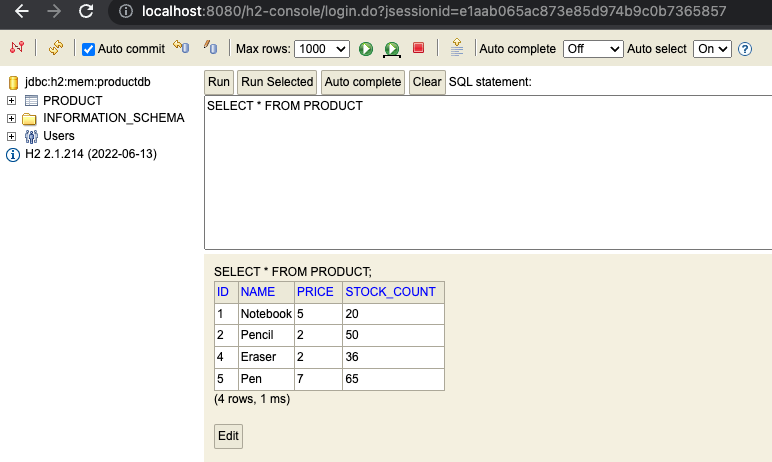 localhost:8080/h2-console/login.do?jsessionid=e1aab065ac873e85d974b9c0b7365857
Auto commit Max rows: 1000 Auto complete Off Auto select On ?
jdbc:h2:mem:productdb
PRODUCT
INFORMATION_SCHEMA
Users
H2 2.1.214 (2022-06-13)
Run Run Selected Auto complete Clear SQL statement:
SELECT * FROM PRODUCT
SELECT * FROM PRODUCT;
ID NAME PRICE STOCK_COUNT
1 Notebook 5 20
2 Pencil 2 50
4 Eraser 2 36
5 Pen 7 65
(4 rows, 1 ms)
Edit